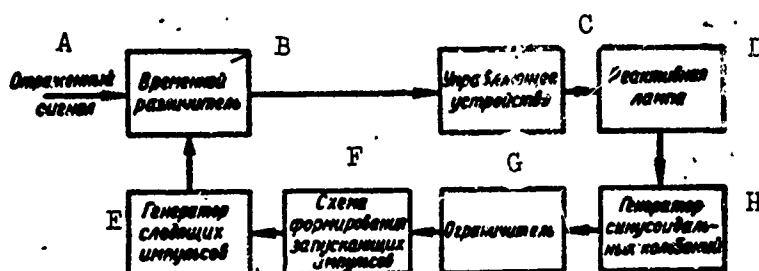 A
B
C
D
Отраженный
сигнал
Временной
различитель
Управляющее
устройство
Реактивная
лампа
E
F
G
H
Генератор
следящих
импульсов
Схема
формирования
запускающих
импульсов
Ограничитель
Генератор
синусоидаль-
ных колебаний